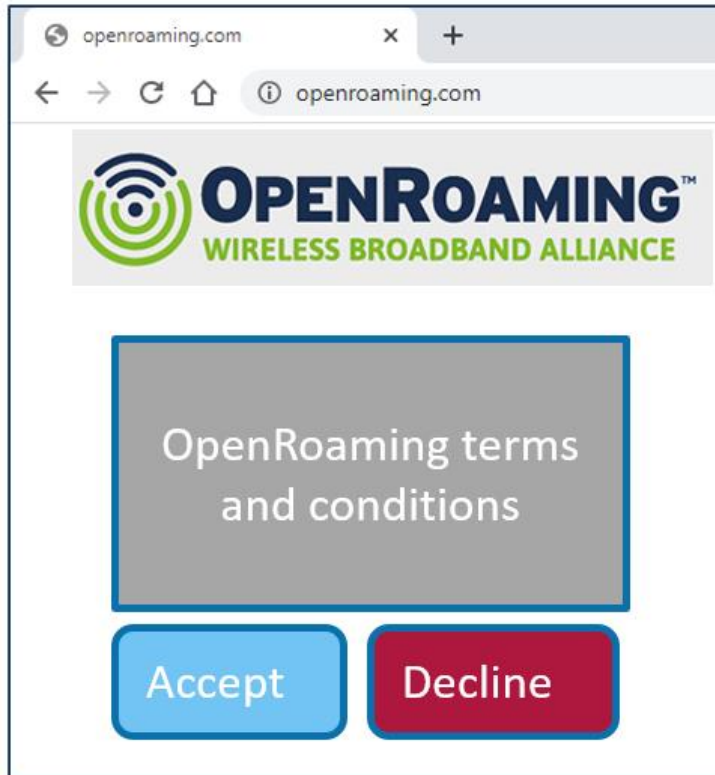 openroaming.com
openroaming.com
OPENROAMING™
WIRELESS BROADBAND ALLIANCE
OpenRoaming terms
and conditions
Accept Decline